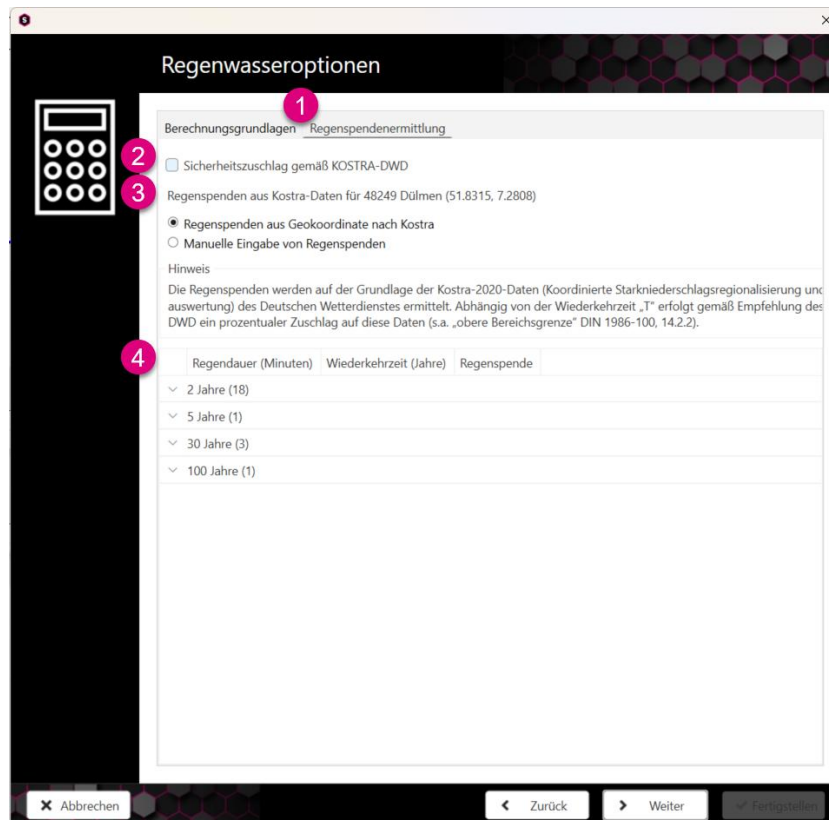 S
Regenwasseroptionen
1
Berechnungsgrundlagen Regenspendenermittlung
2
Sicherheitszuschlag gemäß KOSTRA-DWD
3
Regenspenden aus Kostra-Daten für 48249 Dülmen (51.8315, 7.2808)
Regenspenden aus Geokoordinate nach Kostra
Manuelle Eingabe von Regenspenden
Hinweis
Die Regenspenden werden auf der Grundlage der Kostra-2020-Daten (Koordinierte Starkniederschlagsregionalisierung und
auswertung) des Deutschen Wetterdienstes ermittelt. Abhängig von der Wiederkehrzeit „T" erfolgt gemäß Empfehlung des
DWD ein prozentualer Zuschlag auf diese Daten (s.a. „obere Bereichsgrenze" DIN 1986-100, 14.2.2).
4
Regendauer (Minuten) Wiederkehrzeit (Jahre) Regenspende
2 Jahre (18)
5 Jahre (1)
30 Jahre (3)
100 Jahre (1)
Abbrechen Zurück Weiter Fertigstellen